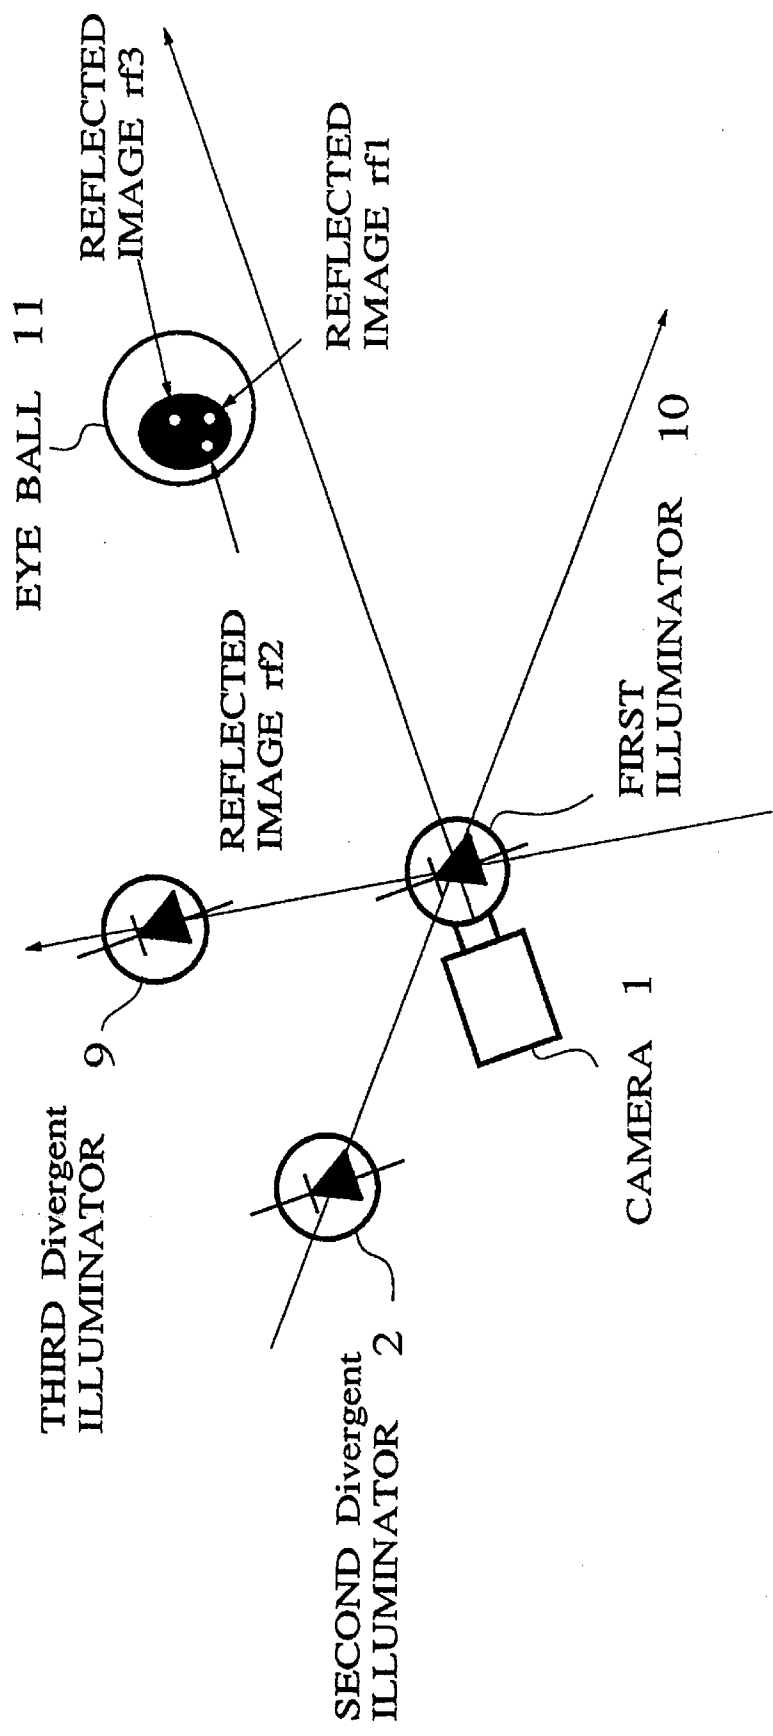 THIRD Divergent
ILLUMINATOR 9
EYE BALL 11
REFLECTED
IMAGE rf3
REFLECTED
IMAGE rf2
REFLECTED
IMAGE rf1
SECOND Divergent
ILLUMINATOR 2
CAMERA 1
FIRST
ILLUMINATOR 10